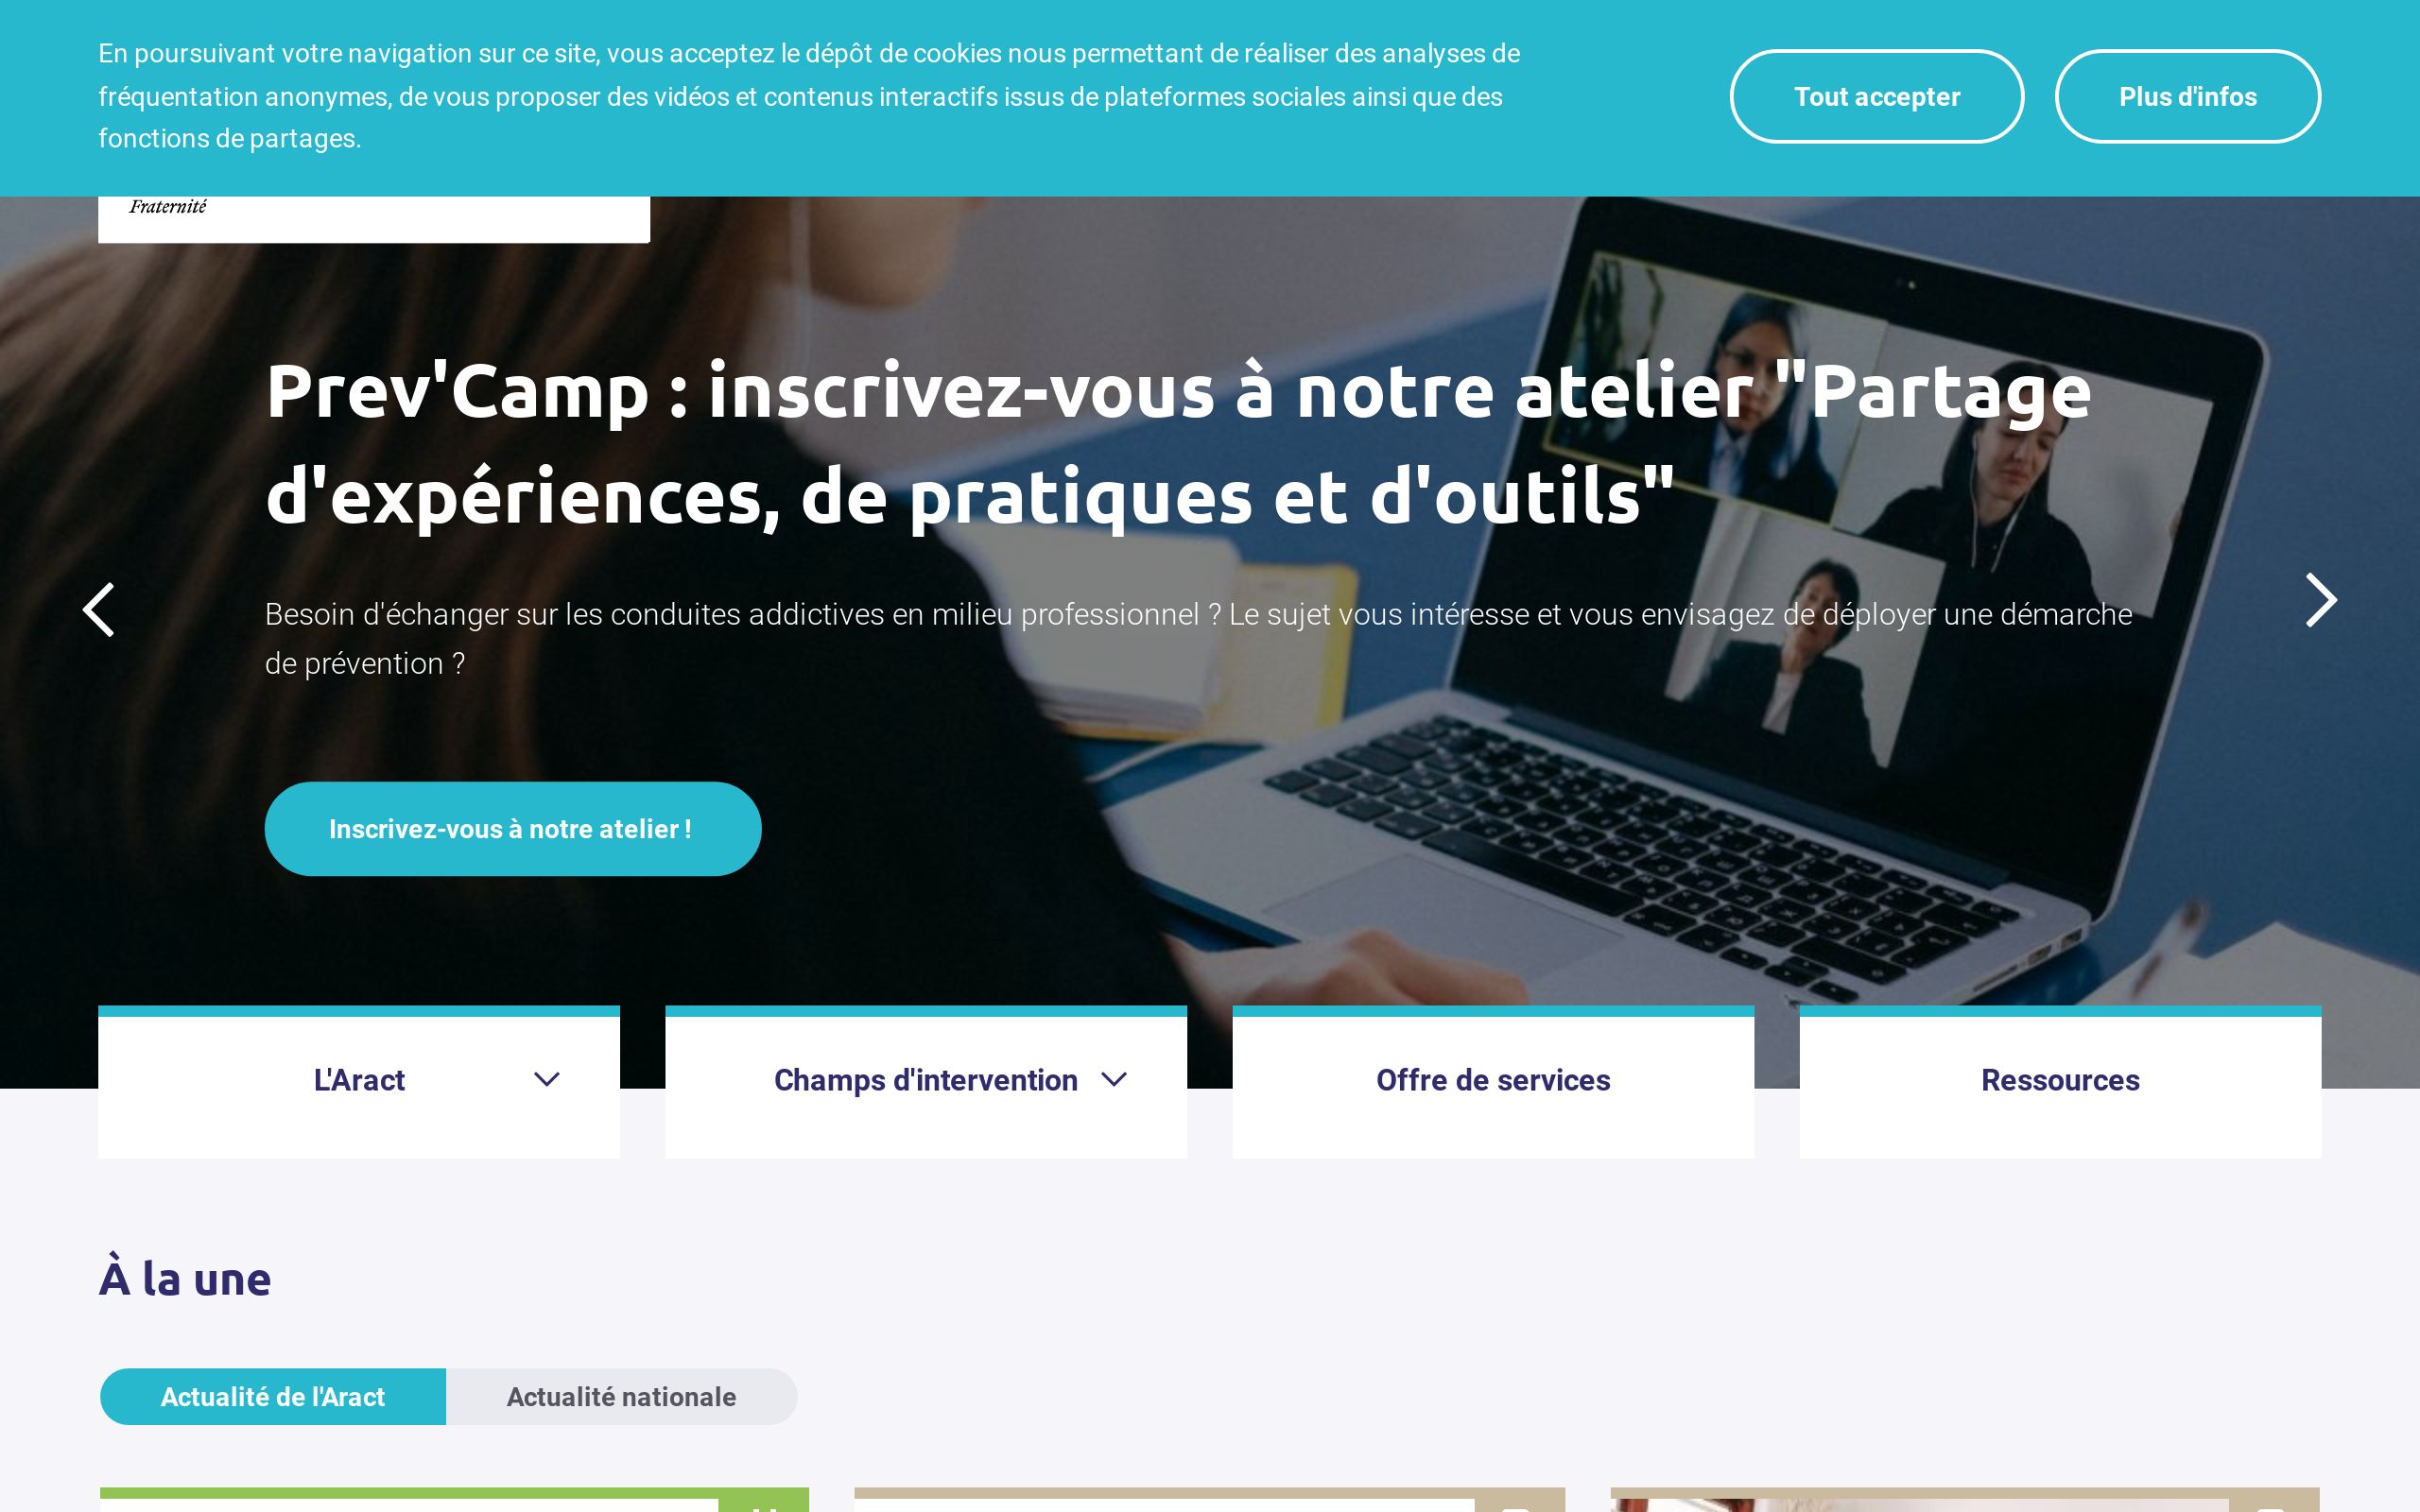 En poursuivant votre navigation sur ce site, vous acceptez le dépôt de cookies nous permettant de réaliser des analyses de
fréquentation anonymes, de vous proposer des vidéos et contenus interactifs issus de plateformes sociales ainsi que des
fonctions de partages.
Tout accepter
Plus d'infos
Fraternité
Prev'Camp : inscrivez-vous à notre atelier "Partage
d'expériences, de pratiques et d'outils"
Besoin d'échanger sur les conduites addictives en milieu professionnel ? Le sujet vous intéresse et vous envisagez de déployer une démarche
de prévention ?
Inscrivez-vous à notre atelier !
L'Aract
Champs d'intervention
Offre de services
Ressources
À la une
Actualité de l'Aract
Actualité nationale